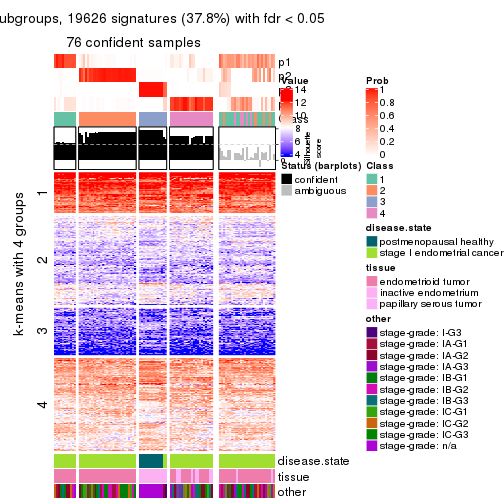 ubgroups, 19626 signatures (37.8%) with fdr < 0.05
76 confident samples
p1
p2
Value
14
12
10
8
6
4
Prob
1
0.8
0.6
0.4
0.2
0
Silhouette
score
Status (barplots)
confident
ambiguous
Class
1
2
3
4
disease.state
postmenopausal healthy
stage I endometrial cancer
tissue
endometrioid tumor
inactive endometrium
papillary serous tumor
other
stage-grade: I-G3
stage-grade: IA-G1
stage-grade: IA-G2
stage-grade: IA-G3
stage-grade: IB-G1
stage-grade: IB-G2
stage-grade: IB-G3
stage-grade: IC-G1
stage-grade: IC-G2
stage-grade: IC-G3
stage-grade: n/a
k-means with 4 groups
1
2
3
4
disease.state
tissue
other